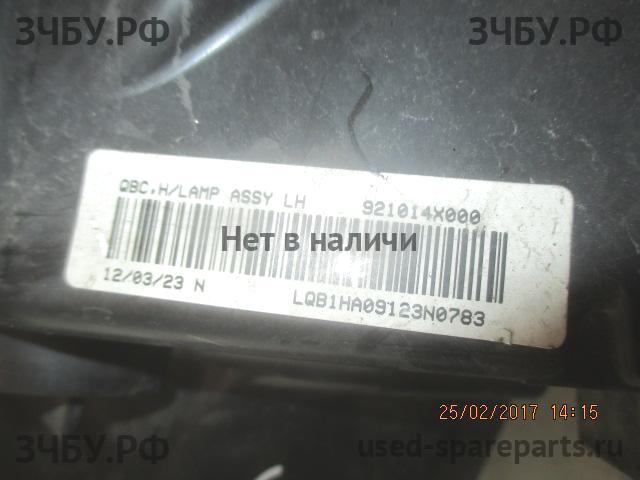 ЗЧБУ.РФ ЗЧБУ.РФ
QBC.H/LAMP ASSY LH 921014X000
Нет в наличии
12/03/23 N LQB1HA09123N0783
25/02/2017 14:15
ЗЧБУ.РФ used-spareparts.ru